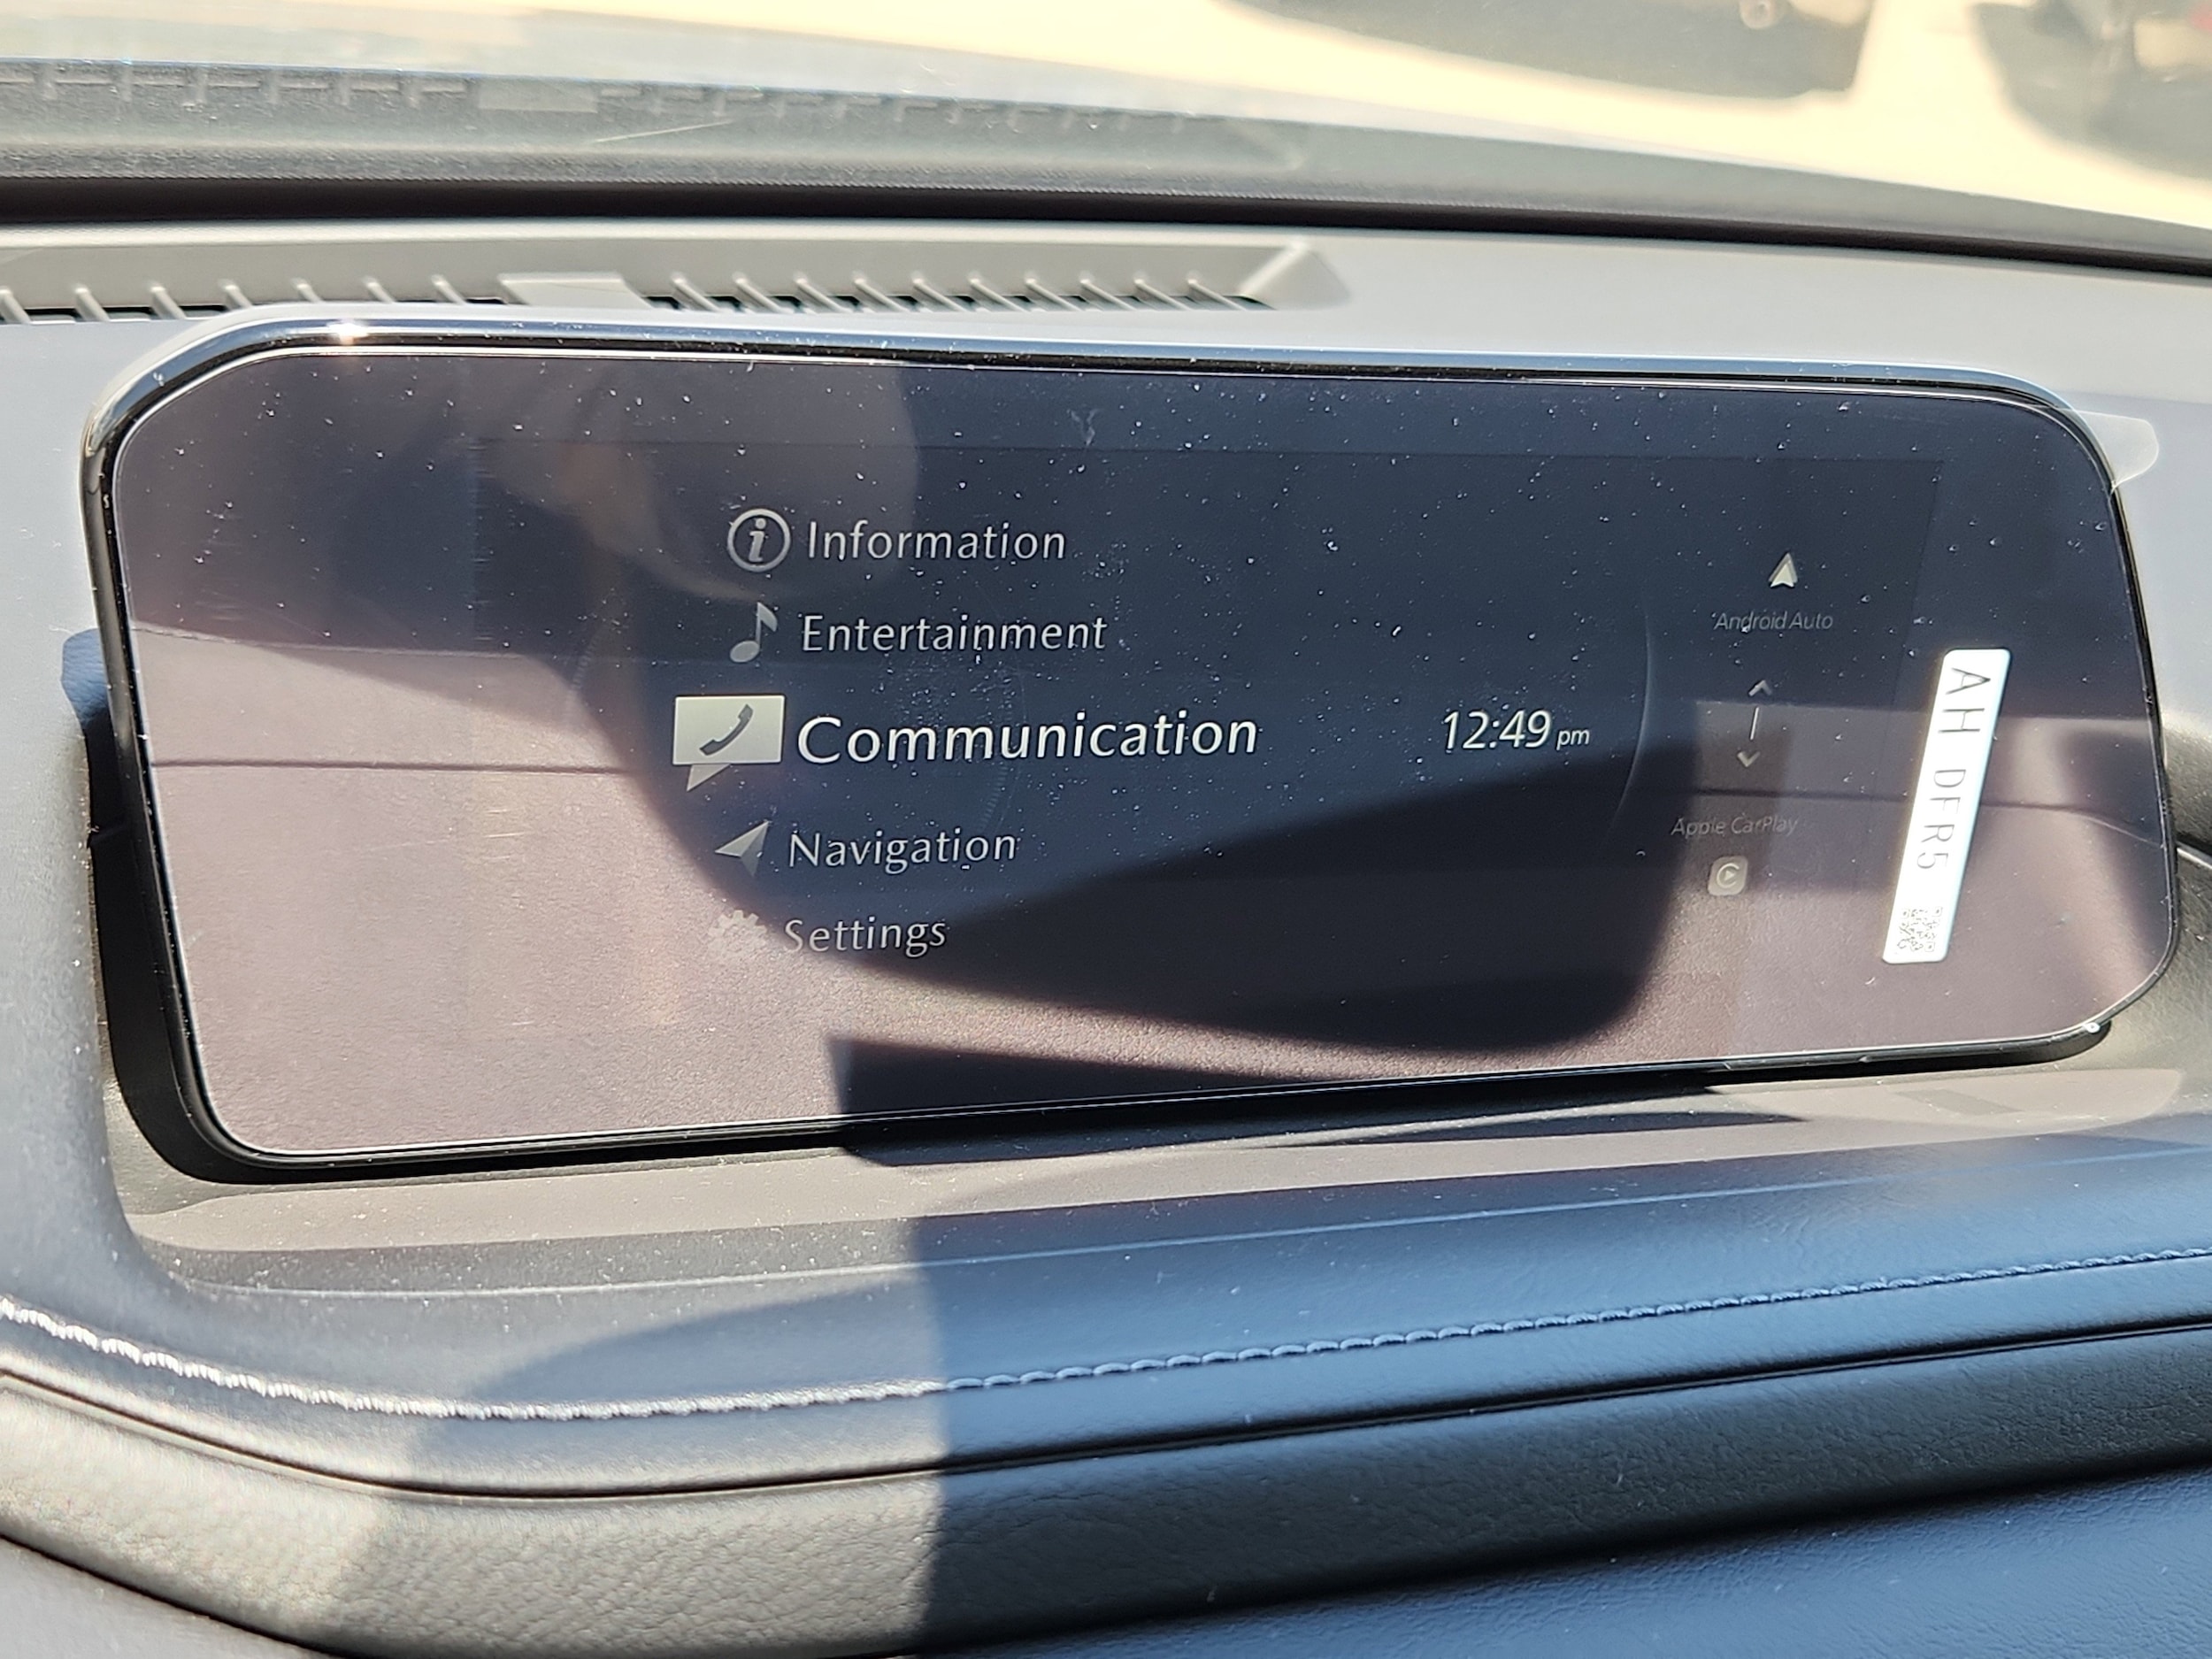 Information
Entertainment
Communication
12:49 pm
Navigation
Settings
Android Auto
Apple CarPlay
AH DFR5